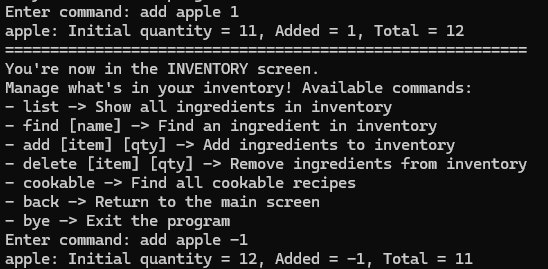 Enter command: add apple 1
apple: Initial quantity = 11, Added = 1, Total = 12
==========================================================
You're now in the INVENTORY screen.
Manage what's in your inventory! Available commands:
- list -> Show all ingredients in inventory
- find [name] -> Find an ingredient in inventory
- add [item] [qty] -> Add ingredients to inventory
- delete [item] [qty] -> Remove ingredients from inventory
- cookable -> Find all cookable recipes
- back -> Return to the main screen
- bye -> Exit the program
Enter command: add apple -1
apple: Initial quantity = 12, Added = -1, Total = 11